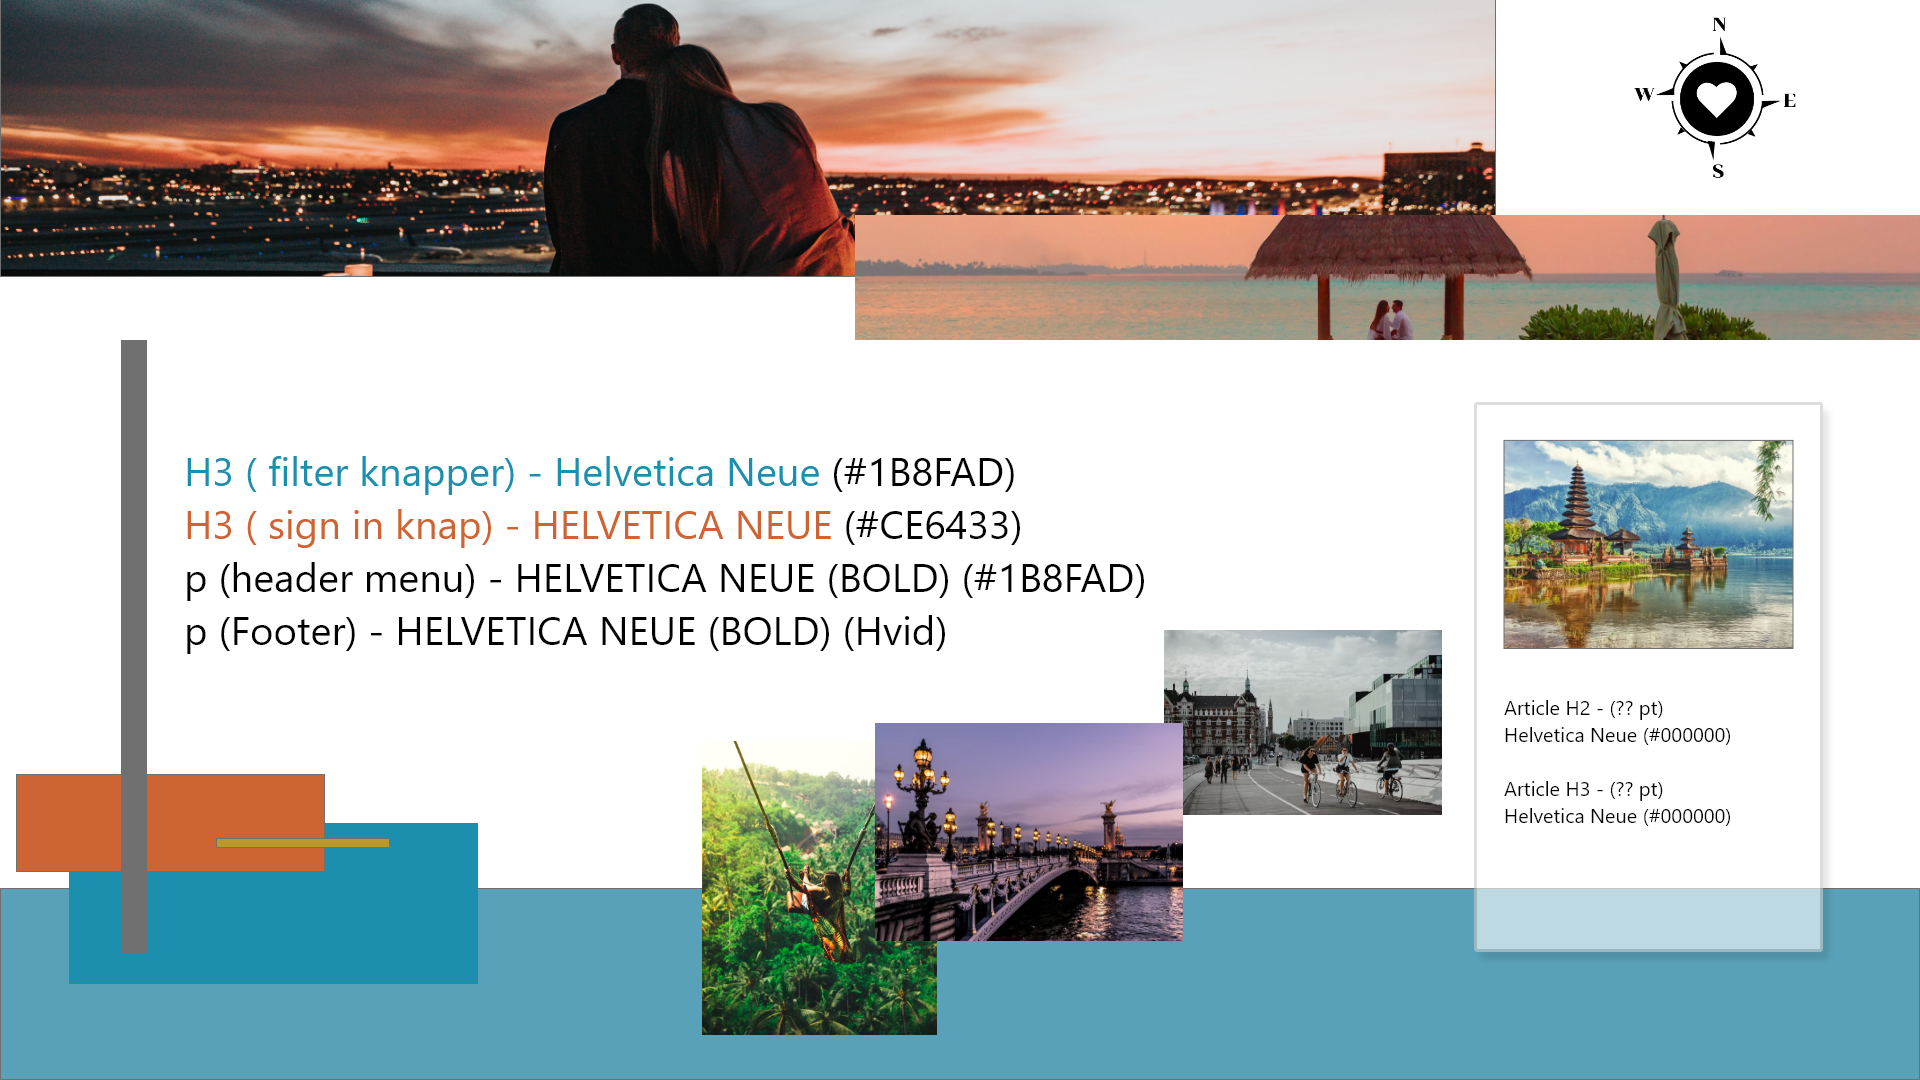 N
W
E
S
H3 ( filter knapper) - Helvetica Neue (#1B8FAD)
H3 ( sign in knap) - HELVETICA NEUE (#CE6433)
p (header menu) - HELVETICA NEUE (BOLD) (#1B8FAD)
p (Footer) - HELVETICA NEUE (BOLD) (Hvid)
Article H2 - (?? pt)
Helvetica Neue (#000000)
Article H3 - (?? pt)
Helvetica Neue (#000000)